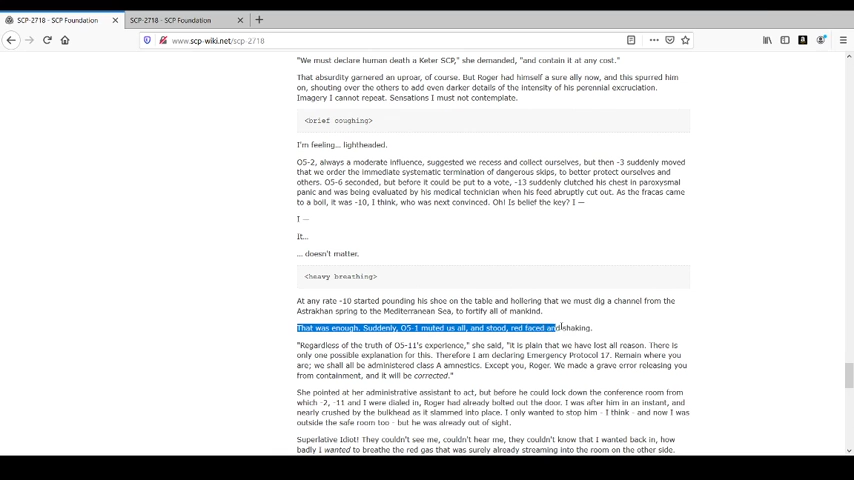 SCP-2718 - SCP Foundation
SCP-2718 - SCP Foundation
www.scp-wiki.net/scp-2718
"We must declare human death a Keter SCP," she demanded, "and contain it at any cost."
That absurdity garnered an uproar, of course. But Roger had himself a sure ally now, and this spurred him
on, shouting over the others to add even darker details of the intensity of his perennial excruciation.
Imagery I cannot repeat. Sensations I must not contemplate.
<brief coughing>
I'm feeling... lightheaded.
O5-2, always a moderate influence, suggested we recess and collect ourselves, but then -3 suddenly moved
that we order the immediate systematic termination of dangerous skips, to better protect ourselves and
others. O5-6 seconded, but before it could be put to a vote, -13 suddenly clutched his chest in paroxysmal
panic and was being evaluated by his medical technician when his feed abruptly cut out. As the fracas came
to a boil, it was -10, I think, who was next convinced. Oh! Is belief the key? I —
I —
It...
... doesn't matter.
<heavy breathing>
At any rate -10 started pounding his shoe on the table and hollering that we must dig a channel from the
Astrakhan spring to the Mediterranean Sea, to fortify all of mankind.
That was enough. Suddenly, O5-1 muted us all, and stood, red faced and shaking.
"Regardless of the truth of O5-11's experience," she said, "it is plain that we have lost all reason. There is
only one possible explanation for this. Therefore I am declaring Emergency Protocol 17. Remain where you
are; we shall all be administered class A amnestics. Except you, Roger. We made a grave error releasing you
from containment, and it will be corrected."
She pointed at her administrative assistant to act, but before he could lock down the conference room from
which -2, -11 and I were dialed in, Roger had already bolted out the door. I was after him in an instant, and
nearly crushed by the bulkhead as it slammed into place. I only wanted to stop him - I think - and now I was
outside the safe room too - but he was already out of sight.
Superlative Idiot! They couldn't see me, couldn't hear me, they couldn't know that I wanted back in, how
badly I wanted to breathe the red gas that was surely already streaming into the room on the other side.